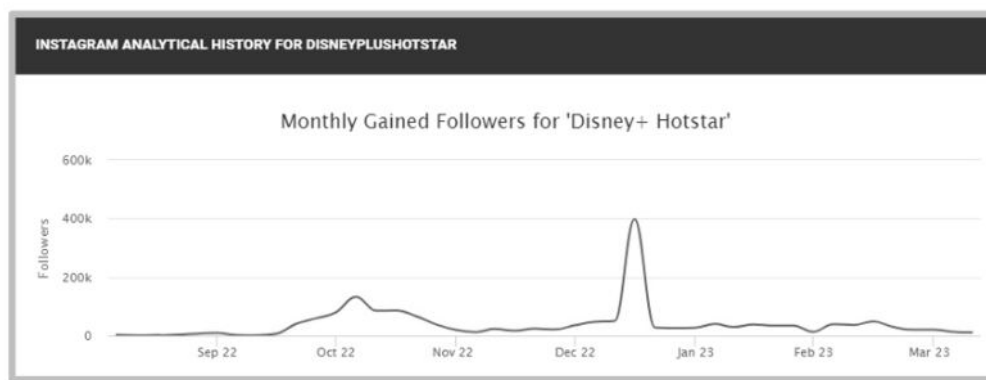 INSTAGRAM ANALYTICAL HISTORY FOR DISNEYPLUSHOTSTAR
Monthly Gained Followers for 'Disney+ Hotstar'
600k
400k
200k
0
Followers
Sep 22 Oct 22 Nov 22 Dec 22 Jan 23 Feb 23 Mar 23